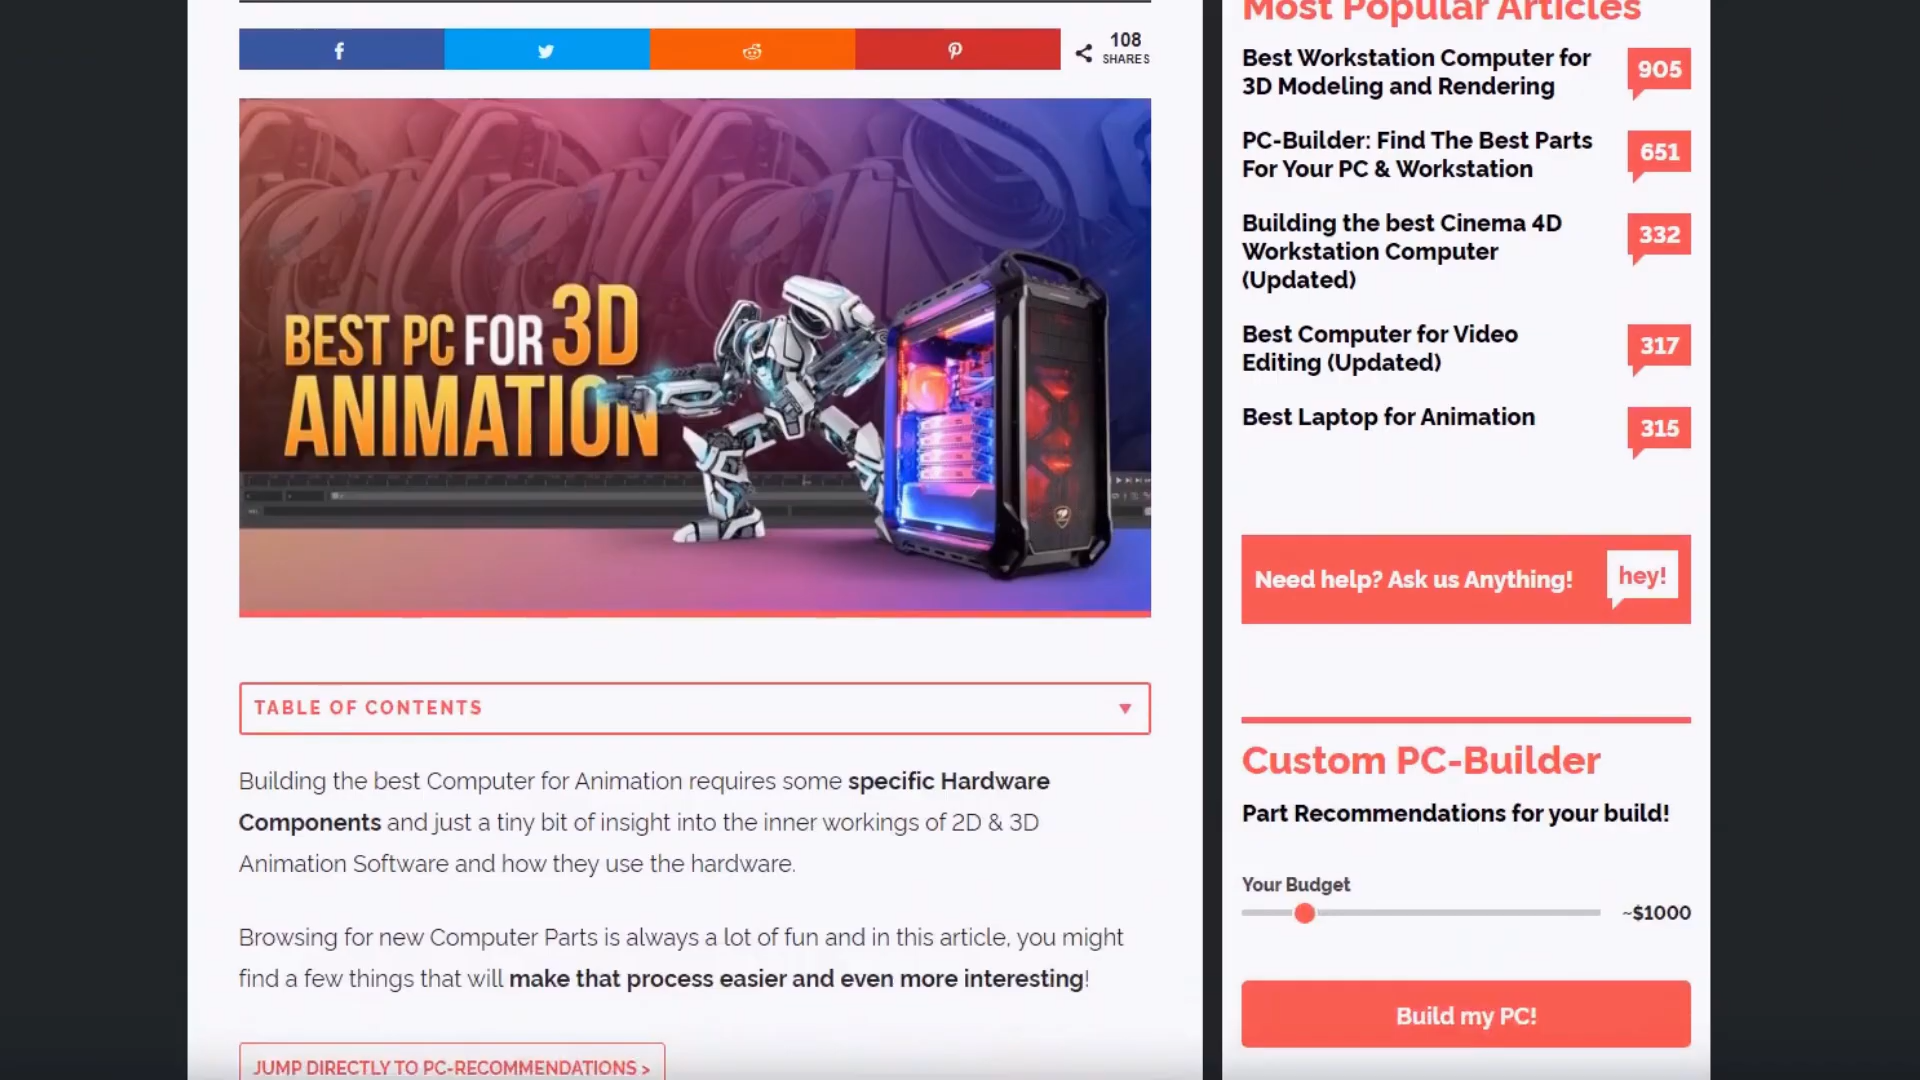 108
SHARES
BEST PC FOR 3D
ANIMATION
TABLE OF CONTENTS
Building the best Computer for Animation requires some specific Hardware
Components and just a tiny bit of insight into the inner workings of 2D & 3D
Animation Software and how they use the hardware.
Browsing for new Computer Parts is always a lot of fun and in this article, you might
find a few things that will make that process easier and even more interesting!
JUMP DIRECTLY TO PC-RECOMMENDATIONS >
Most Popular Articles
Best Workstation Computer for
3D Modeling and Rendering
905
PC-Builder: Find The Best Parts
For Your PC & Workstation
651
Building the best Cinema 4D
Workstation Computer
(Updated)
332
Best Computer for Video
Editing (Updated)
317
Best Laptop for Animation
315
Need help? Ask us Anything!
hey!
Custom PC-Builder
Part Recommendations for your build!
Your Budget
~$1000
Build my PC!